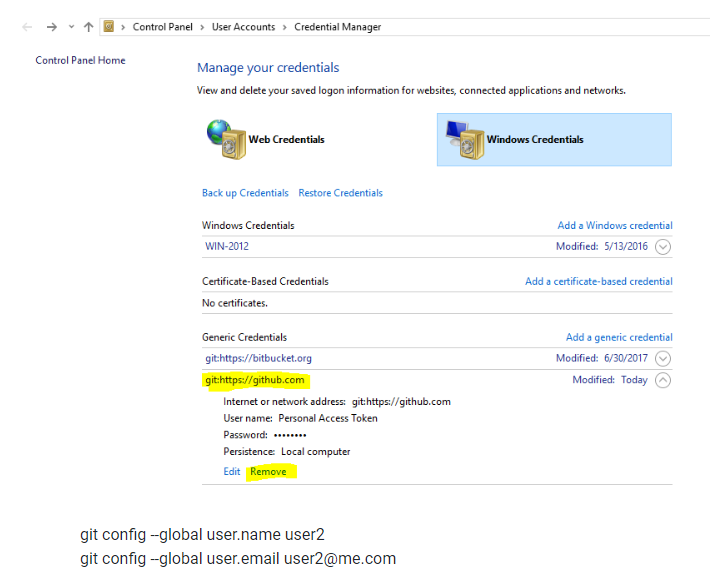 Control Panel > User Accounts > Credential Manager
Control Panel Home
Manage your credentials
View and delete your saved logon information for websites, connected applications and networks.
Web Credentials
Windows Credentials
Back up Credentials Restore Credentials
Windows Credentials Add a Windows credential
WIN-2012 Modified: 5/13/2016
Certificate-Based Credentials Add a certificate-based credential
No certificates.
Generic Credentials Add a generic credential
git:https://bitbucket.org Modified: 6/30/2017
git:https://github.com Modified: Today
Internet or network address: git:https://github.com
User name: Personal Access Token
Password: ••••••••
Persistence: Local computer
Edit Remove
git config --global user.name user2
git config --global user.email user2@me.com